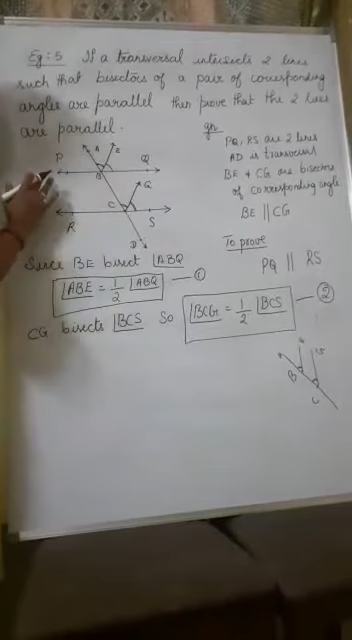 Eg:5 If a transversal intersects 2 lines
such that bisectors of a pair of corresponding
angles are parallel then prove that the 2 lines
are parallel.
gn
PQ, RS are 2 lines
AD is transversal
BE & CG are bisectors
of corresponding angle
BE || CG
P
A
E
Q
B
G
C
R
S
D
To prove
PQ || RS
Since BE bisect ∠ABQ
∠ABE = 1/2 ∠ABQ — ①
CG bisects ∠BCS So ∠BCG = 1/2 ∠BCS — ②
B
C